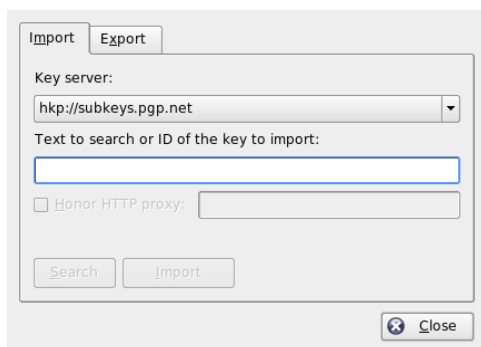 Import Export
Key server:
hkp://subkeys.pgp.net
Text to search or ID of the key to import:
Honor HTTP proxy:
Search Import
Close